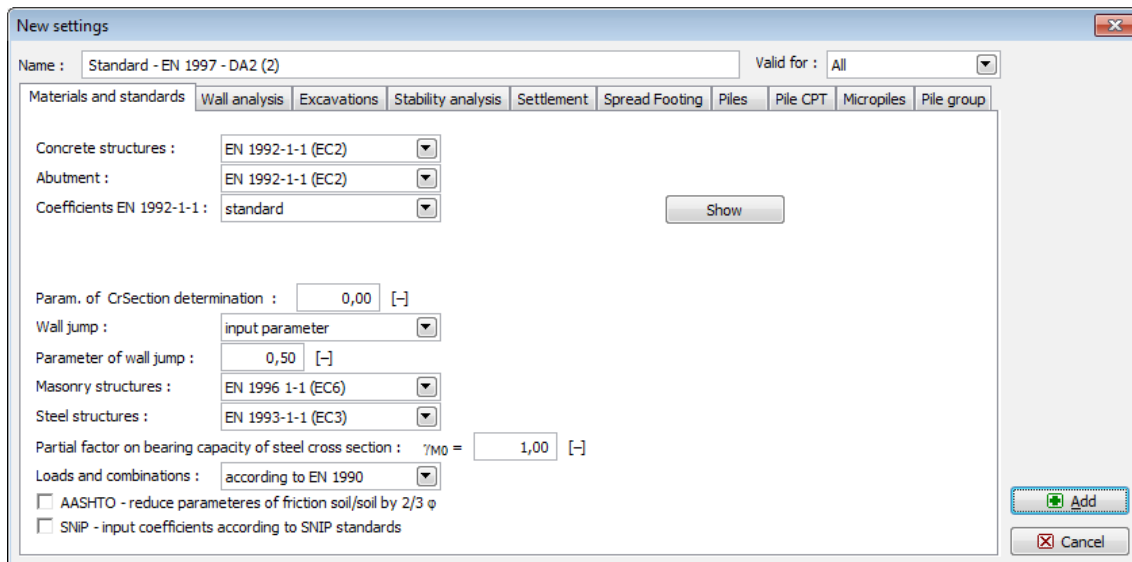 New settings
Name : Standard - EN 1997 - DA2 (2) Valid for : All
Materials and standards Wall analysis Excavations Stability analysis Settlement Spread Footing Piles Pile CPT Micropiles Pile group
Concrete structures : EN 1992-1-1 (EC2)
Abutment : EN 1992-1-1 (EC2)
Coefficients EN 1992-1-1 : standard Show
Param. of CrSection determination : 0,00 [–]
Wall jump : input parameter
Parameter of wall jump : 0,50 [–]
Masonry structures : EN 1996 1-1 (EC6)
Steel structures : EN 1993-1-1 (EC3)
Partial factor on bearing capacity of steel cross section : γM0 = 1,00 [–]
Loads and combinations : according to EN 1990
AASHTO - reduce parameteres of friction soil/soil by 2/3 φ
SNiP - input coefficients according to SNIP standards
Add
Cancel